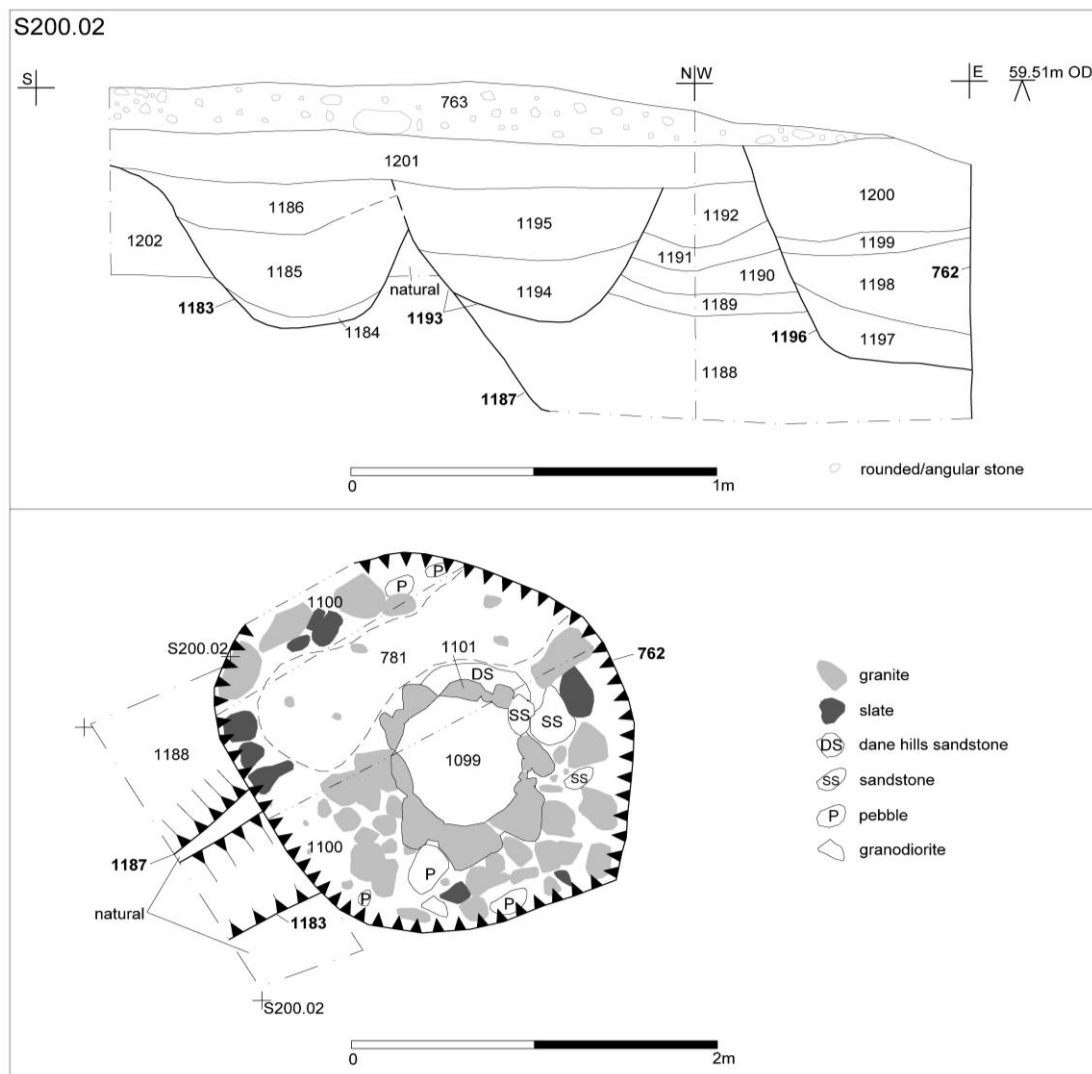 S200.02
S
N W
E
59.51m OD
763
1201
1186
1195
1192
1200
1202
1199
1191
1185
1190
1198
762
natural
1194
1183
1189
1193
1184
1196
1197
1188
1187
0
1m
rounded/angular stone
P
P
1100
S200.02
1101
762
781
DS
granite
SS
SS
slate
1188
1099
DS dane hills sandstone
SS
SS sandstone
P pebble
1100
1187
P
granodiorite
P
P
natural
1183
S200.02
0
2m